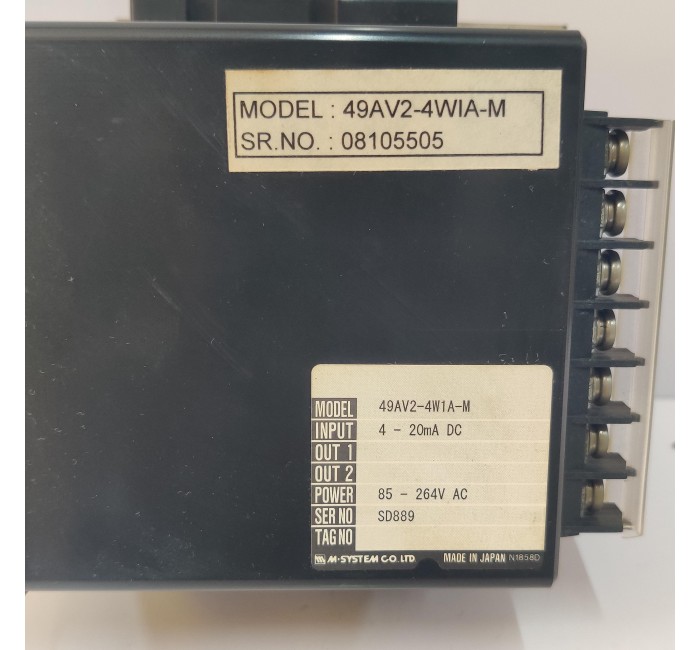 MODEL : 49AV2-4WIA-M
SR.NO. : 08105505
MODEL 49AV2-4W1A-M
INPUT 4 - 20mA DC
OUT 1
OUT 2
POWER 85 - 264V AC
SER NO SD889
TAG NO
M·SYSTEM CO. LTD MADE IN JAPAN N1858D